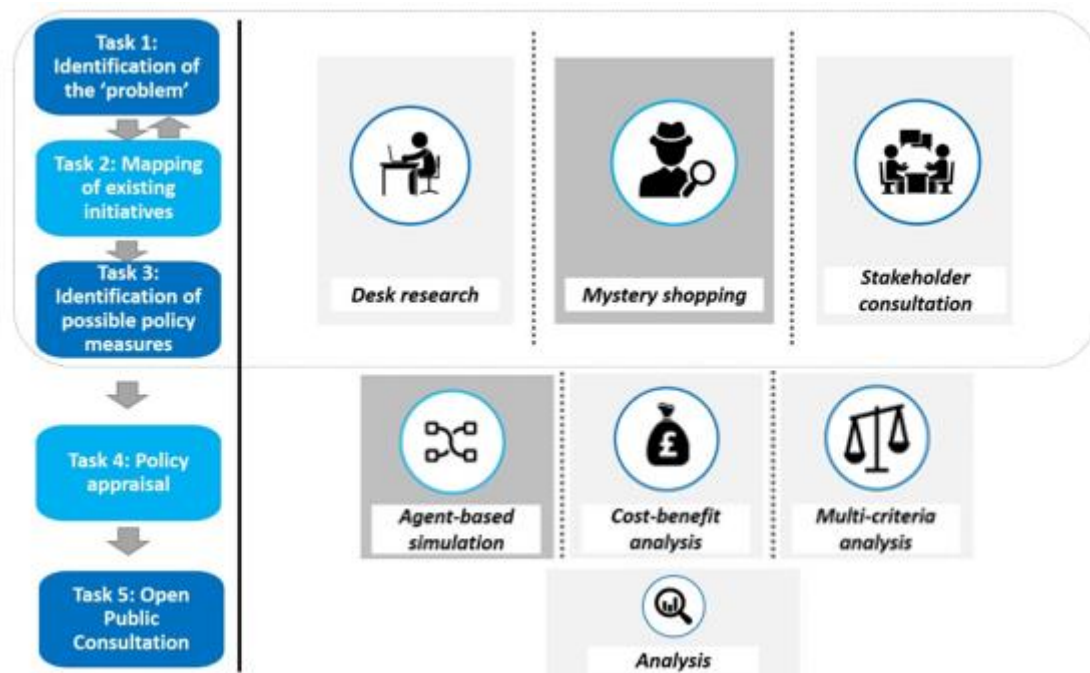 Task 1:
Identification of
the ‘problem’
Task 2: Mapping
of existing
initiatives
Task 3:
Identification of
possible policy
measures
Desk research
Mystery shopping
Stakeholder
consultation
Task 4: Policy
appraisal
£
Agent-based
simulation
Cost-benefit
analysis
Multi-criteria
analysis
Task 5: Open
Public
Consultation
Analysis